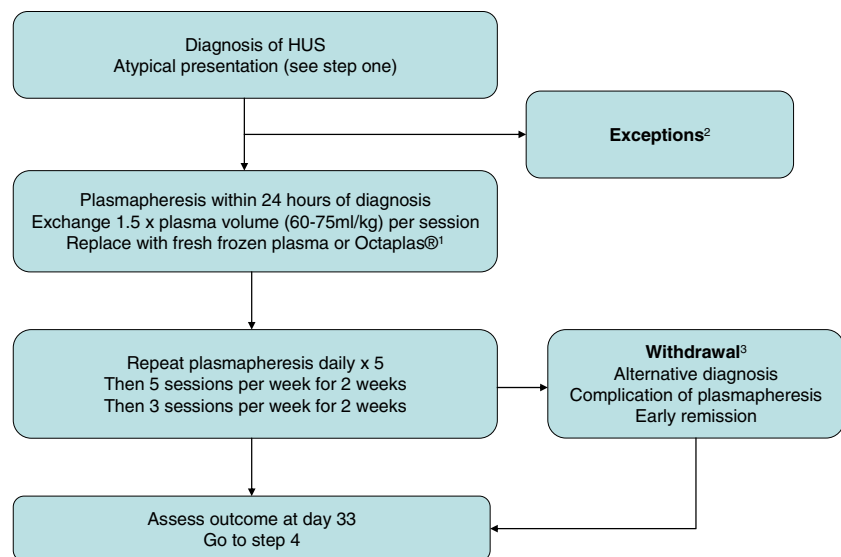 Diagnosis of HUS
Atypical presentation (see step one)
Exceptions²
Plasmapheresis within 24 hours of diagnosis
Exchange 1.5 x plasma volume (60-75ml/kg) per session
Replace with fresh frozen plasma or Octaplas®¹
Repeat plasmapheresis daily x 5
Then 5 sessions per week for 2 weeks
Then 3 sessions per week for 2 weeks
Withdrawal³
Alternative diagnosis
Complication of plasmapheresis
Early remission
Assess outcome at day 33
Go to step 4